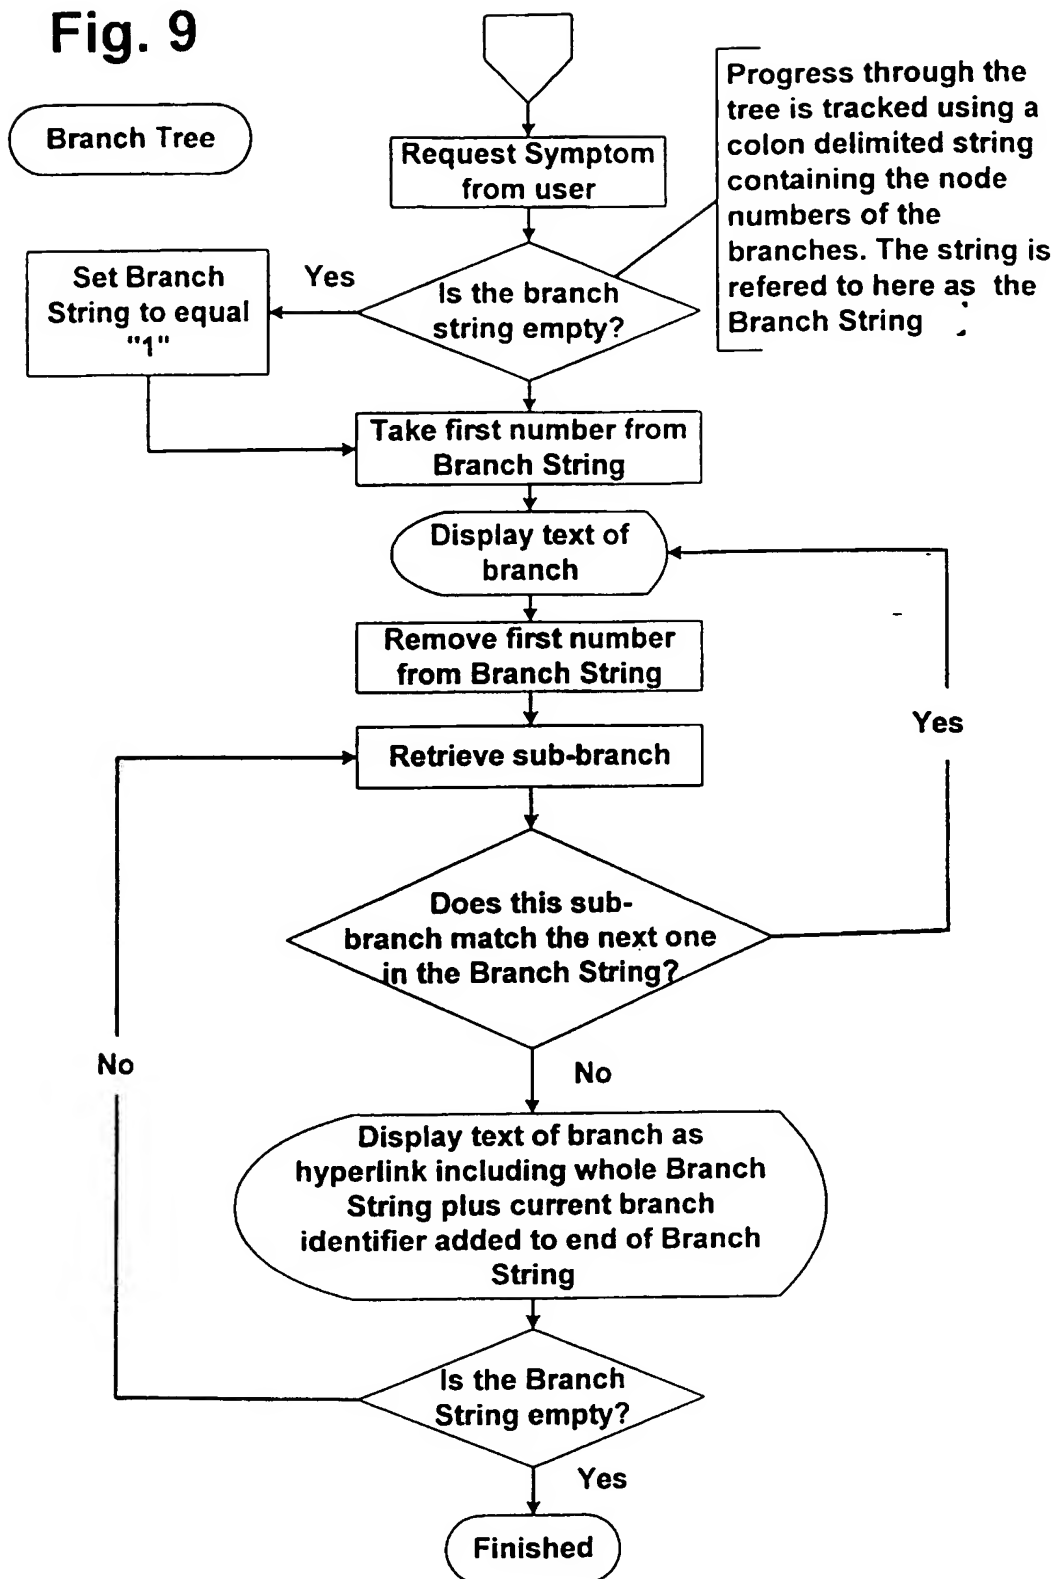 Fig. 9
Branch Tree
Request Symptom
from user
Progress through the
tree is tracked using a
colon delimited string
containing the node
numbers of the
branches. The string is
refered to here as the
Branch String
Is the branch
string empty?
Yes
Set Branch
String to equal
"1"
Take first number from
Branch String
Display text of
branch
Remove first number
from Branch String
Retrieve sub-branch
Does this sub-
branch match the next one
in the Branch String?
Yes
No
Display text of branch as
hyperlink including whole Branch
String plus current branch
identifier added to end of Branch
String
Is the Branch
String empty?
No
Yes
Finished